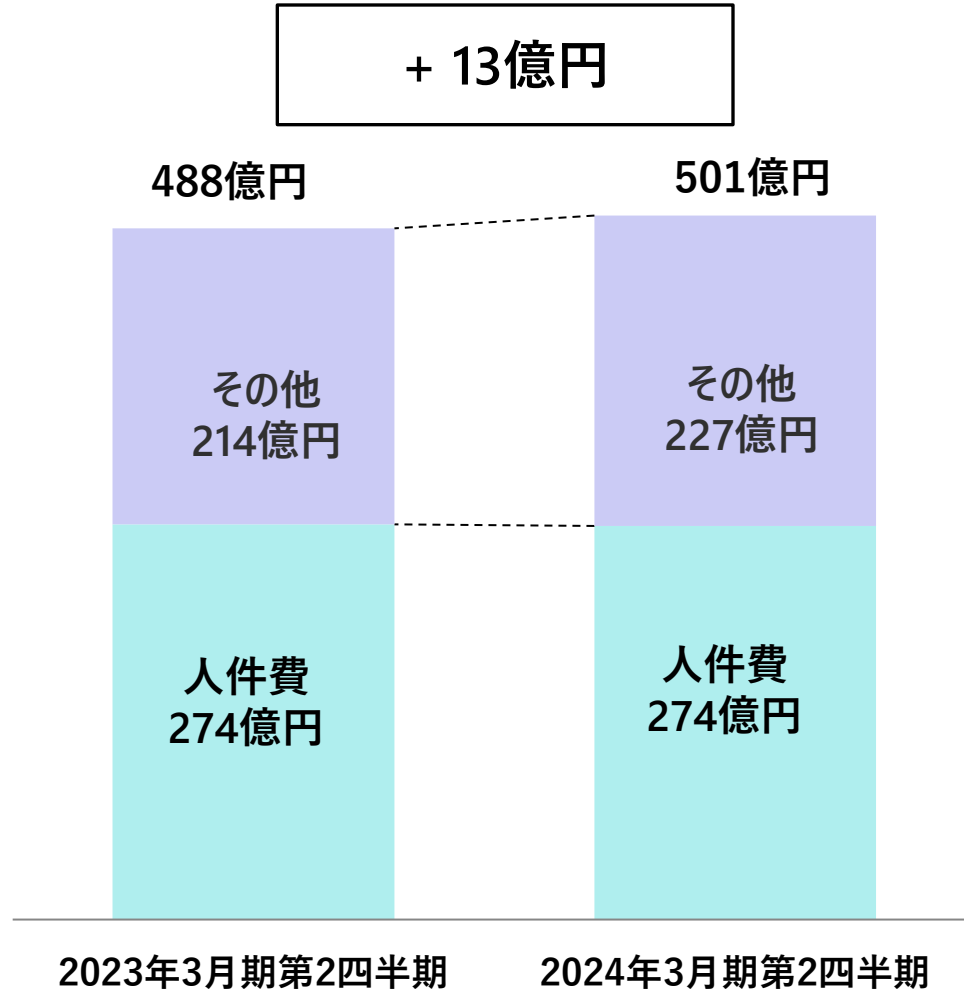 + 13億円
488億円
501億円
その他
214億円
その他
227億円
人件費
274億円
人件費
274億円
2023年3月期第2四半期
2024年3月期第2四半期